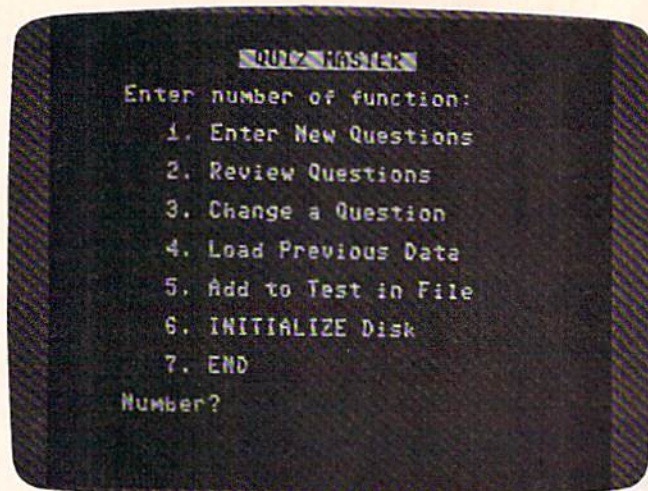 QUIZ MASTER
Enter number of function:
1. Enter New Questions
2. Review Questions
3. Change a Question
4. Load Previous Data
5. Add to Test in File
6. INITIALIZE Disk
7. END
Number?